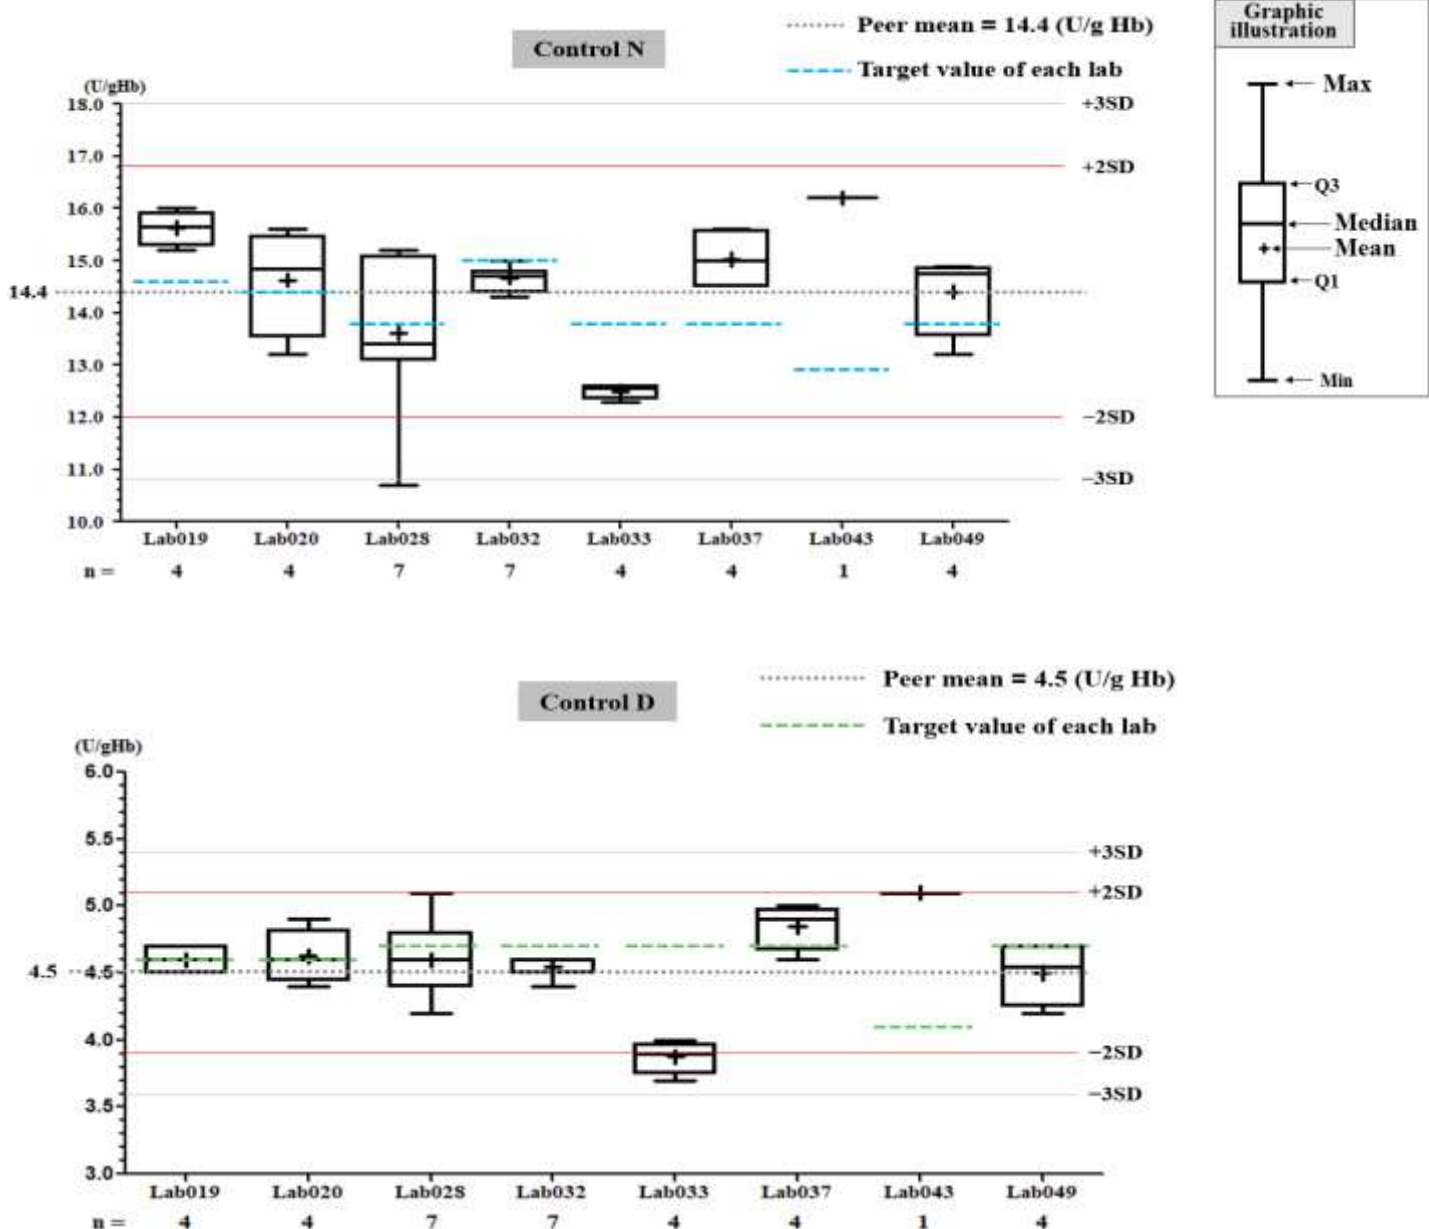 Control N
Peer mean = 14.4 (U/g Hb)
Target value of each lab
(U/gHb)
18.0
17.0
16.0
15.0
14.4
14.0
13.0
12.0
11.0
10.0
+3SD
+2SD
−2SD
−3SD
Lab019 Lab020 Lab028 Lab032 Lab033 Lab037 Lab043 Lab049
n = 4 4 7 7 4 4 1 4
Graphic
illustration
Max
Q3
Median
Mean
Q1
Min
Control D
Peer mean = 4.5 (U/g Hb)
Target value of each lab
(U/gHb)
6.0
5.5
5.0
4.5 4.5
4.0
3.5
3.0
+3SD
+2SD
−2SD
−3SD
Lab019 Lab020 Lab028 Lab032 Lab033 Lab037 Lab043 Lab049
n = 4 4 7 7 4 4 1 4